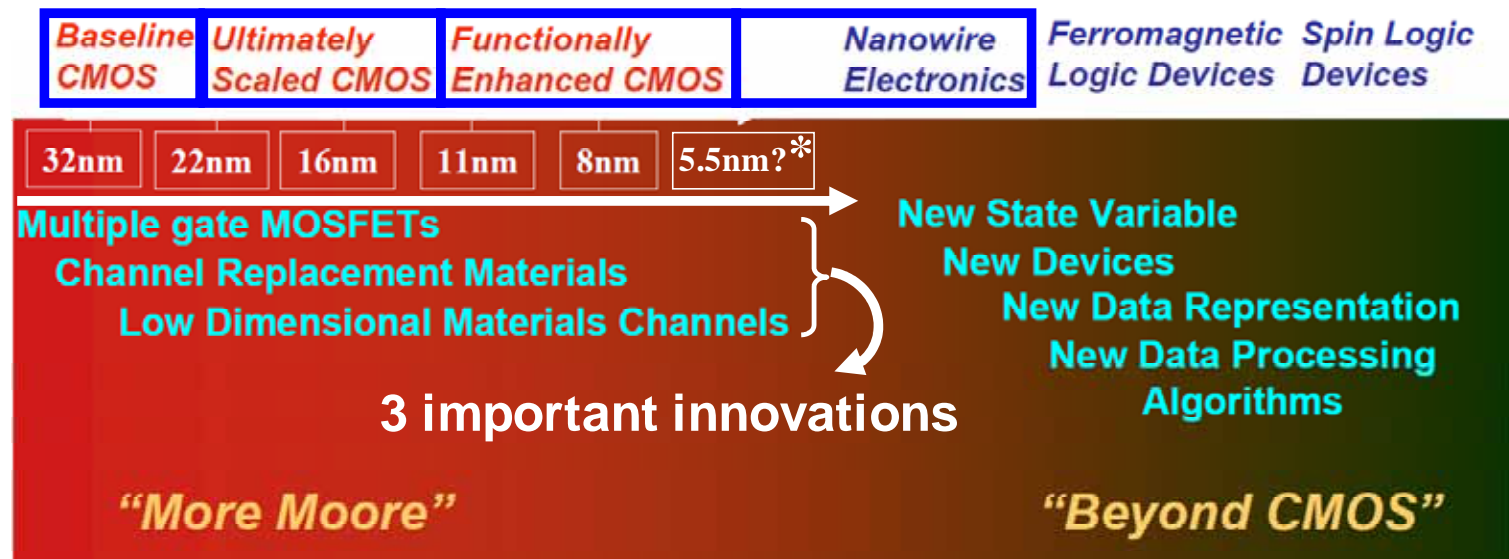 Baseline
CMOS
Ultimately
Scaled CMOS
Functionally
Enhanced CMOS
Nanowire
Electronics
Ferromagnetic
Logic Devices
Spin Logic
Devices
32nm
22nm
16nm
11nm
8nm
5.5nm?*
Multiple gate MOSFETs
Channel Replacement Materials
Low Dimensional Materials Channels
3 important innovations
New State Variable
New Devices
New Data Representation
New Data Processing
Algorithms
“More Moore”
“Beyond CMOS”